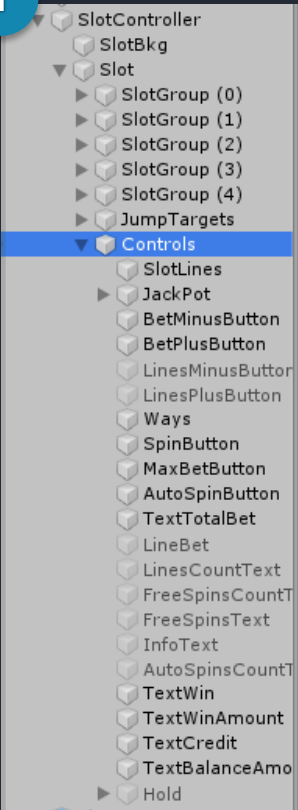 SlotController
SlotBkg
Slot
SlotGroup (0)
SlotGroup (1)
SlotGroup (2)
SlotGroup (3)
SlotGroup (4)
JumpTargets
Controls
SlotLines
JackPot
BetMinusButton
BetPlusButton
LinesMinusButtor
LinesPlusButton
Ways
SpinButton
MaxBetButton
AutoSpinButton
TextTotalBet
LineBet
LinesCountText
FreeSpinsCountT
FreeSpinsText
InfoText
AutoSpinsCountT
TextWin
TextWinAmount
TextCredit
TextBalanceAmo
Hold